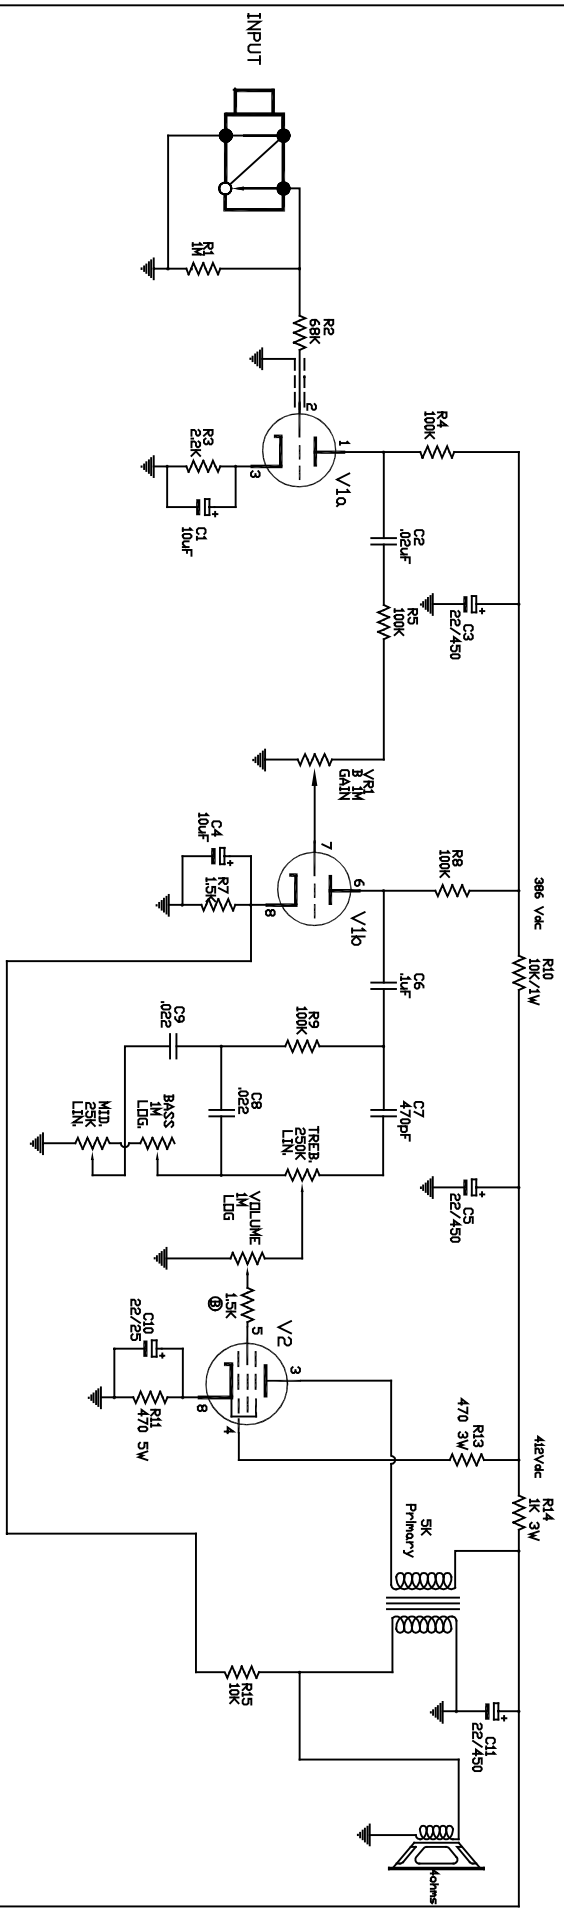 INPUT
R1
1M
R2
68K
2
1
3
V1a
R3
2.2K
C1
10uF
+
R4
100K
C2
.02uF
R5
100K
C3
22/450
+
VR1
B 1M
GAIN
7
6
8
V1b
C4
10uF
+
R7
1.5K
R8
100K
386 Vdc
R10
10K/1W
C6
.1uF
R9
100K
C7
470pF
C9
.022
C8
.022
TREB.
250K
LIN.
BASS
1M
LOG.
MID.
25K
LIN.
C5
22/450
+
VOLUME
1M
LOG
1.5K
B
5
V2
3
4
8
C10
22/25
+
R11
470 5W
R13
470 3W
412Vdc
R14
1K 3W
5K
Primary
R15
10K
C11
22/450
+
4ohms